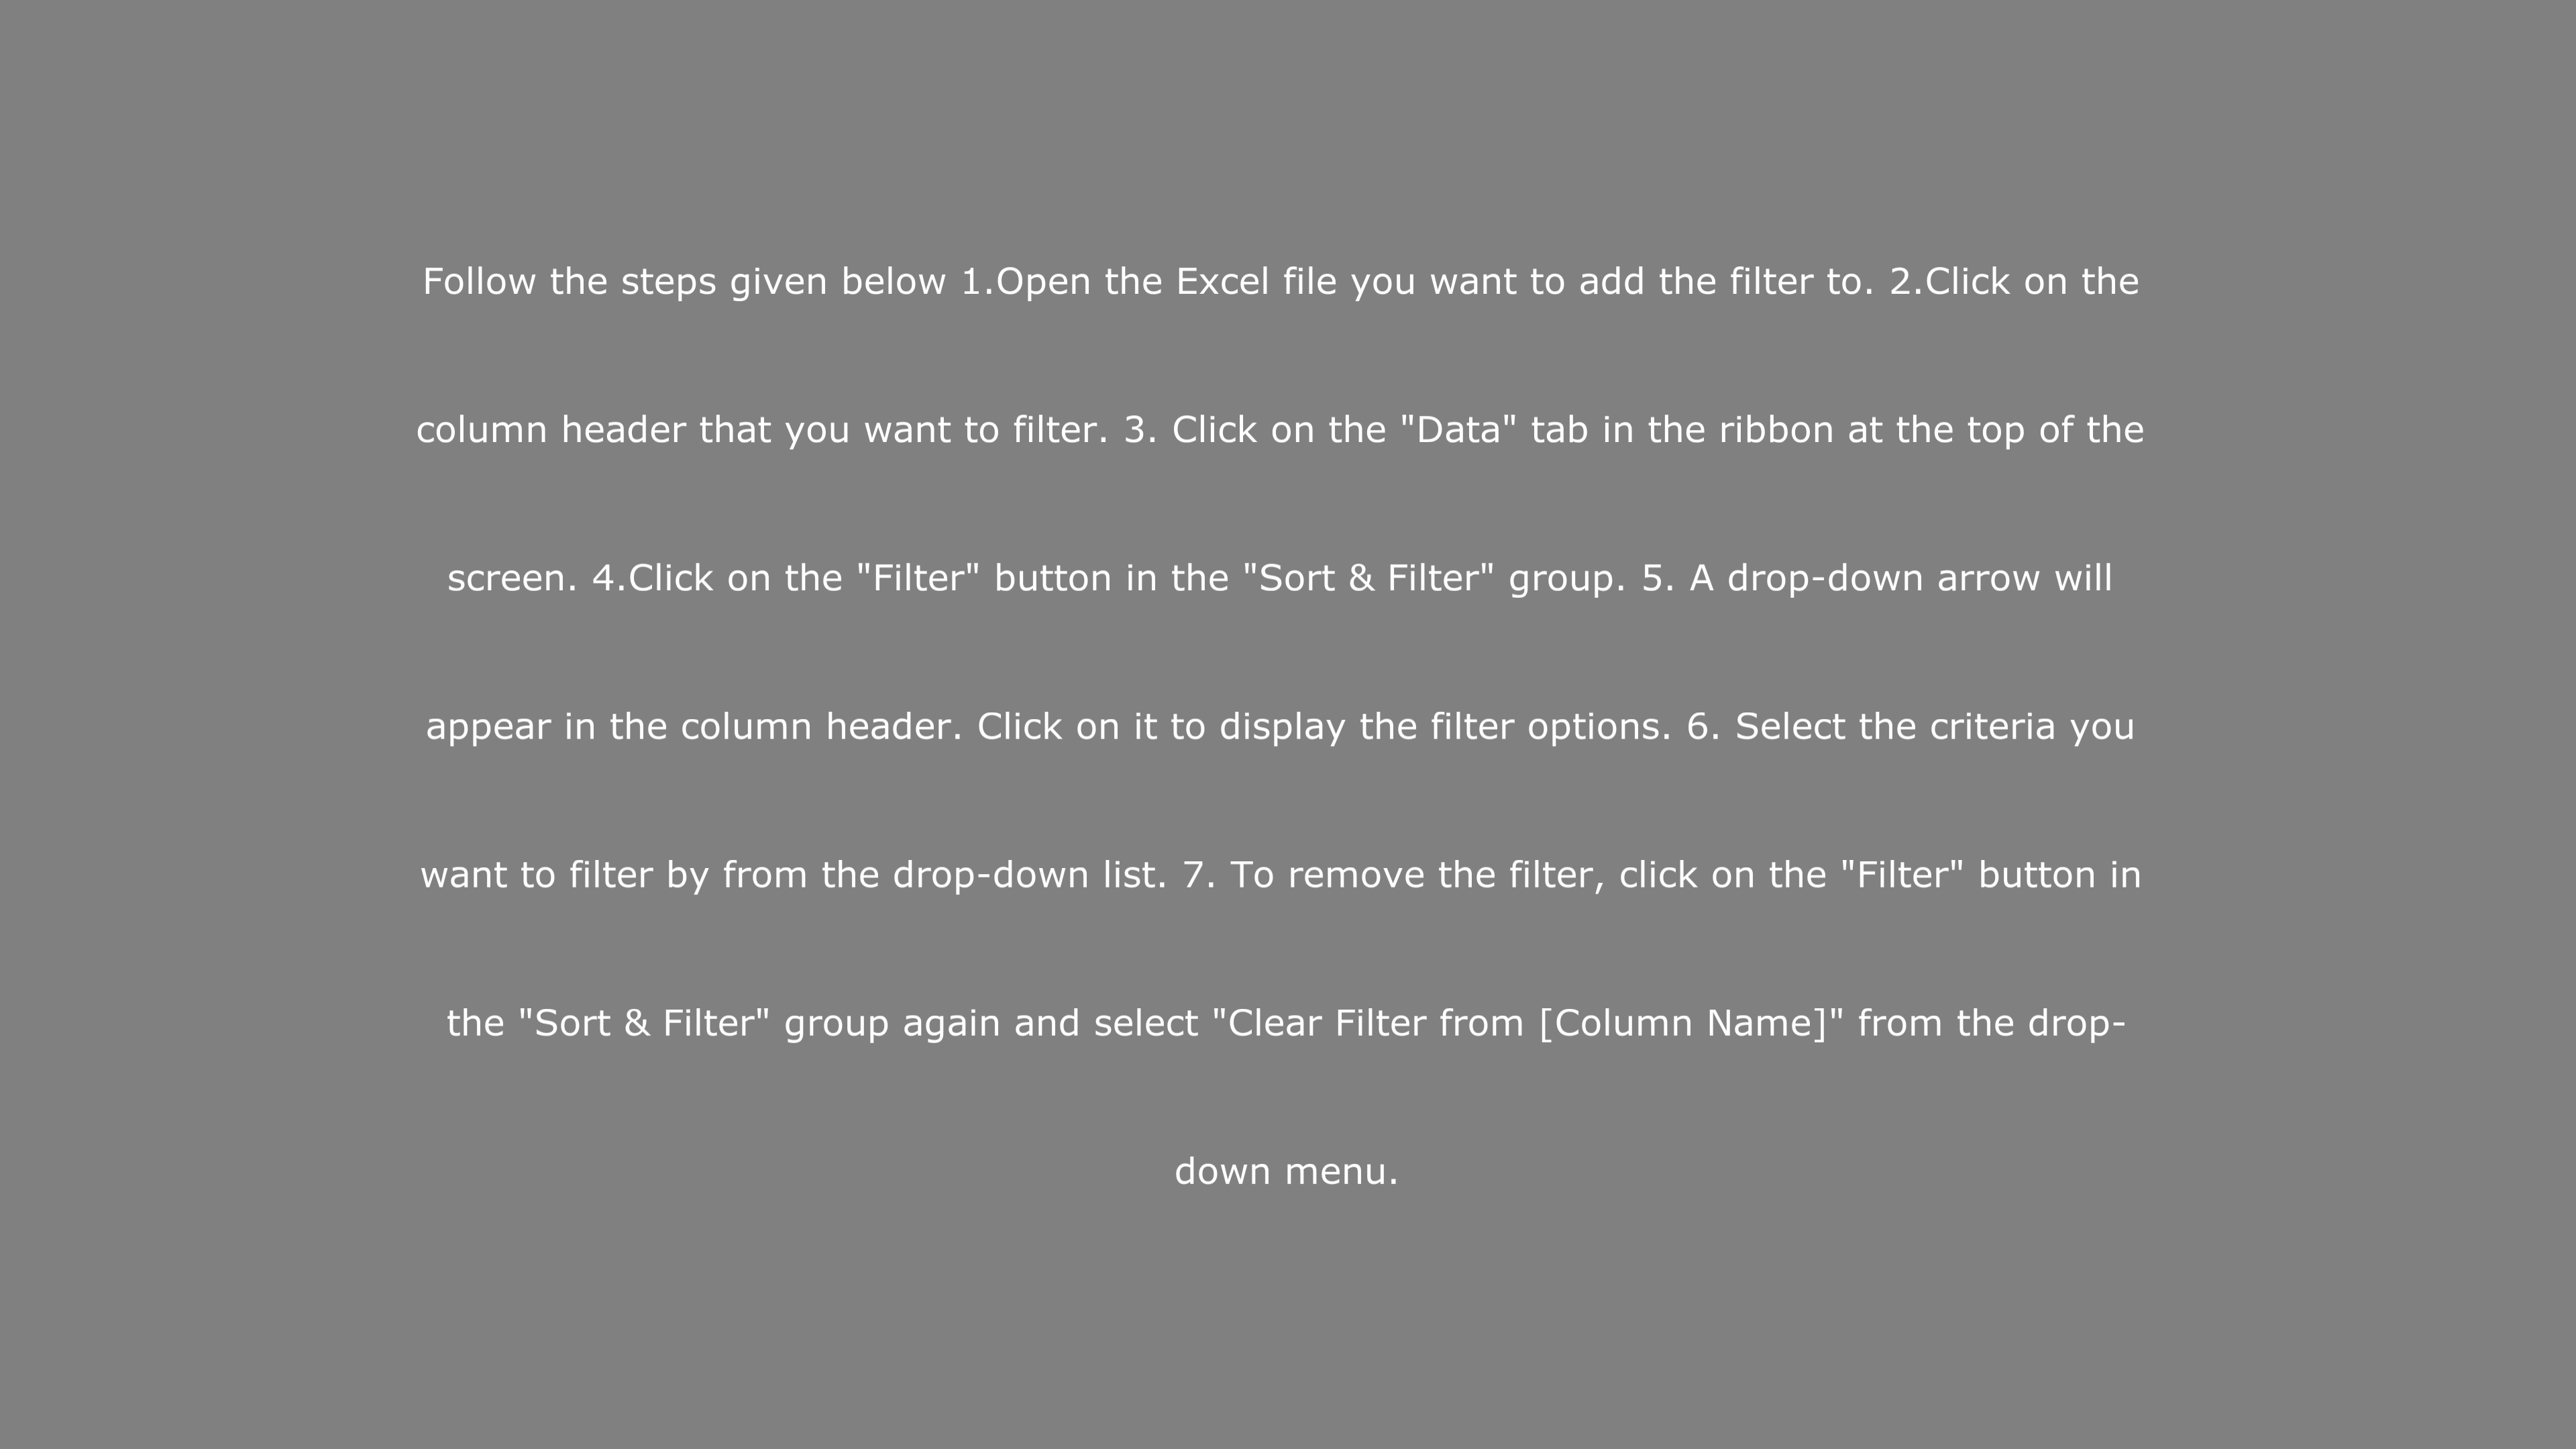 Follow the steps given below 1.Open the Excel file you want to add the filter to. 2.Click on the
column header that you want to filter. 3. Click on the "Data" tab in the ribbon at the top of the
screen. 4.Click on the "Filter" button in the "Sort & Filter" group. 5. A drop-down arrow will
appear in the column header. Click on it to display the filter options. 6. Select the criteria you
want to filter by from the drop-down list. 7. To remove the filter, click on the "Filter" button in
the "Sort & Filter" group again and select "Clear Filter from [Column Name]" from the drop-
down menu.